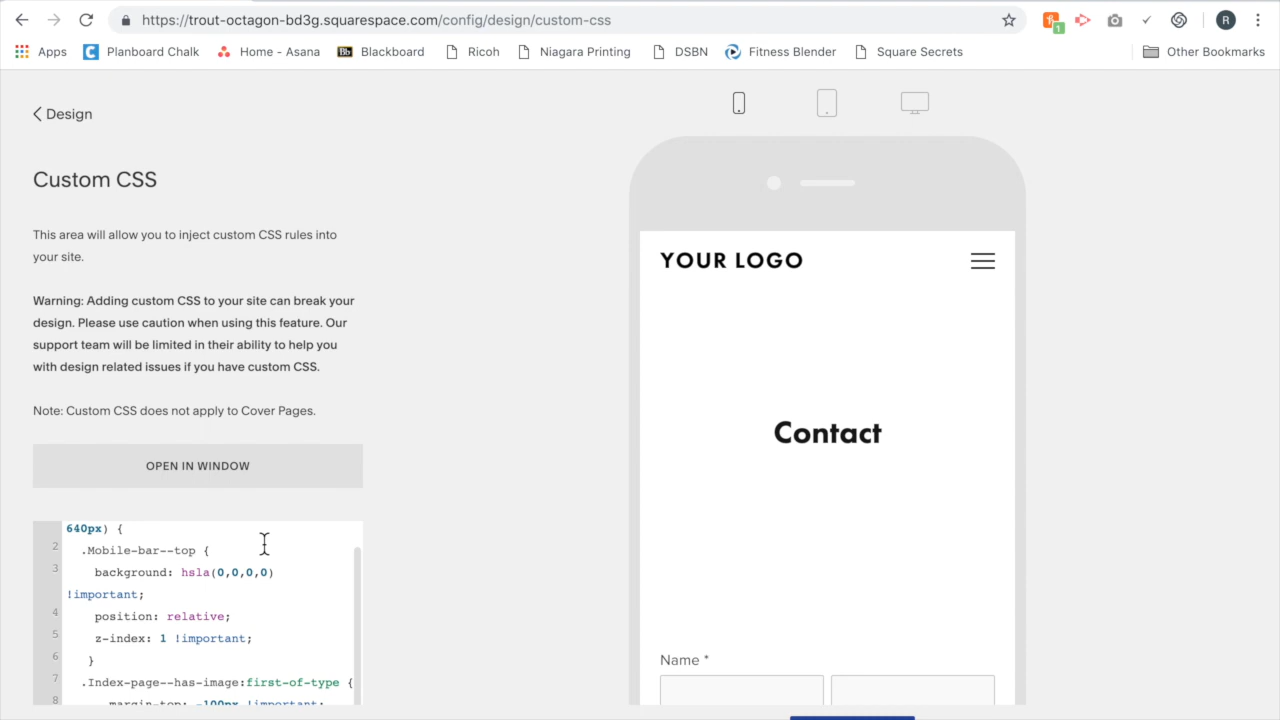 https://trout-octagon-bd3g.squarespace.com/config/design/custom-css
1
R
Apps
Planboard Chalk
Home - Asana
Bb
Blackboard
Ricoh
Niagara Printing
DSBN
Fitness Blender
Square Secrets
Other Bookmarks
Design
Custom CSS
This area will allow you to inject custom CSS rules into
your site.
Warning: Adding custom CSS to your site can break your
design. Please use caution when using this feature. Our
support team will be limited in their ability to help you
with design related issues if you have custom CSS.
Note: Custom CSS does not apply to Cover Pages.
OPEN IN WINDOW
640px) {
2 .Mobile-bar--top {
3 background: hsla(0,0,0,0)
!important;
4 position: relative;
5 z-index: 1 !important;
6 }
7 .Index-page--has-image:first-of-type {
8 margin-top: -100px !important;
YOUR LOGO
Contact
Name *